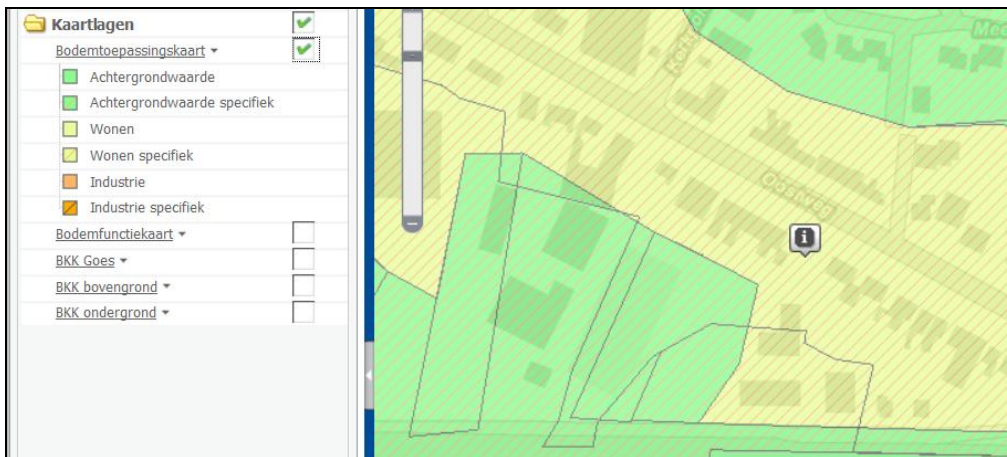 Kaartlagen
Bodemtoepassingskaart
Achtergrondwaarde
Achtergrondwaarde specifiek
Wonen
Wonen specifiek
Industrie
Industrie specifiek
Bodemfunctiekaart
BKK Goes
BKK bovengrond
BKK ondergrond
Oostweg